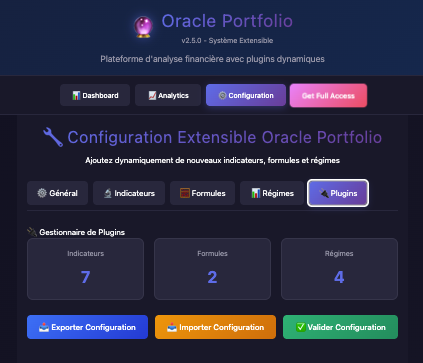 🔮 Oracle Portfolio
v2.5.0 - Système Extensible
Plateforme d'analyse financière avec plugins dynamiques
📊 Dashboard
📈 Analytics
⚙️ Configuration
Get Full Access
🔧 Configuration Extensible Oracle Portfolio
Ajoutez dynamiquement de nouveaux indicateurs, formules et régimes
⚙️ Général
🔬 Indicateurs
🧮 Formules
📊 Régimes
🔌 Plugins
🔌 Gestionnaire de Plugins
Indicateurs
7
Formules
2
Régimes
4
📤 Exporter Configuration
📥 Importer Configuration
✅ Valider Configuration